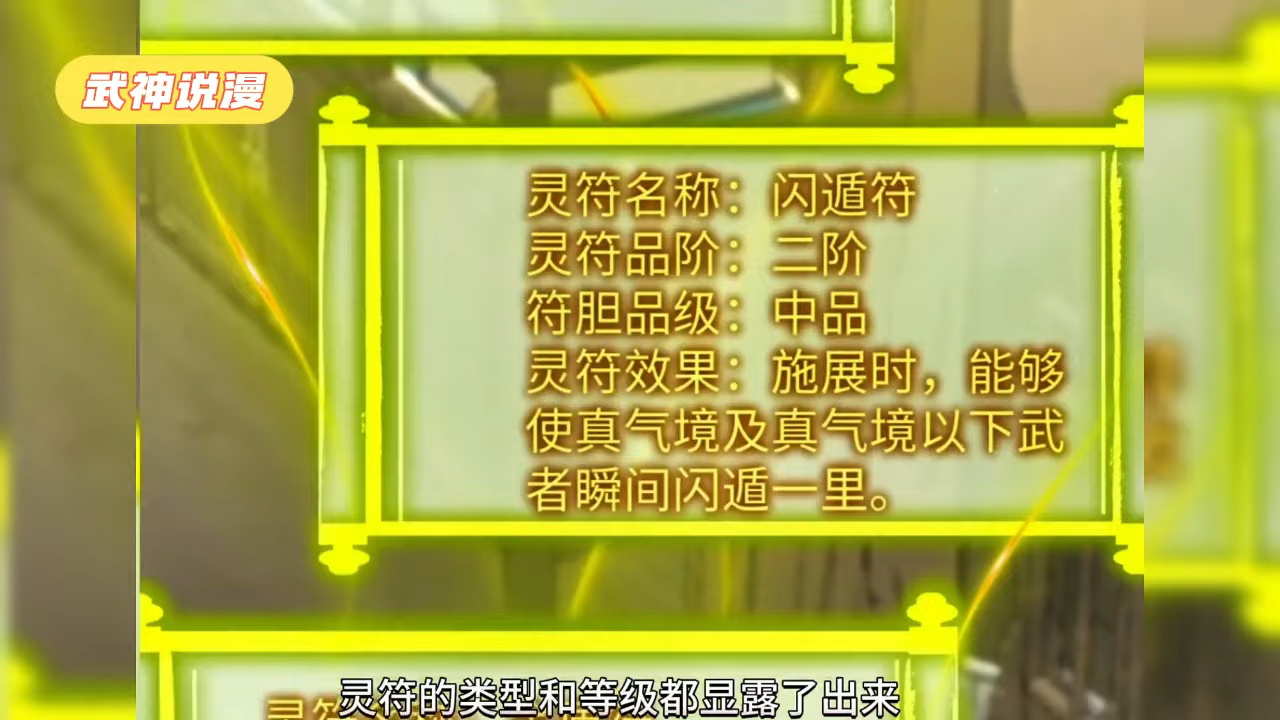 武神说漫
灵符名称：闪遁符
灵符品阶：二阶
符胆品级：中品
灵符效果：施展时，能够
使真气境及真气境以下武
者瞬间闪遁一里。
灵符的类型和等级都显露了出来